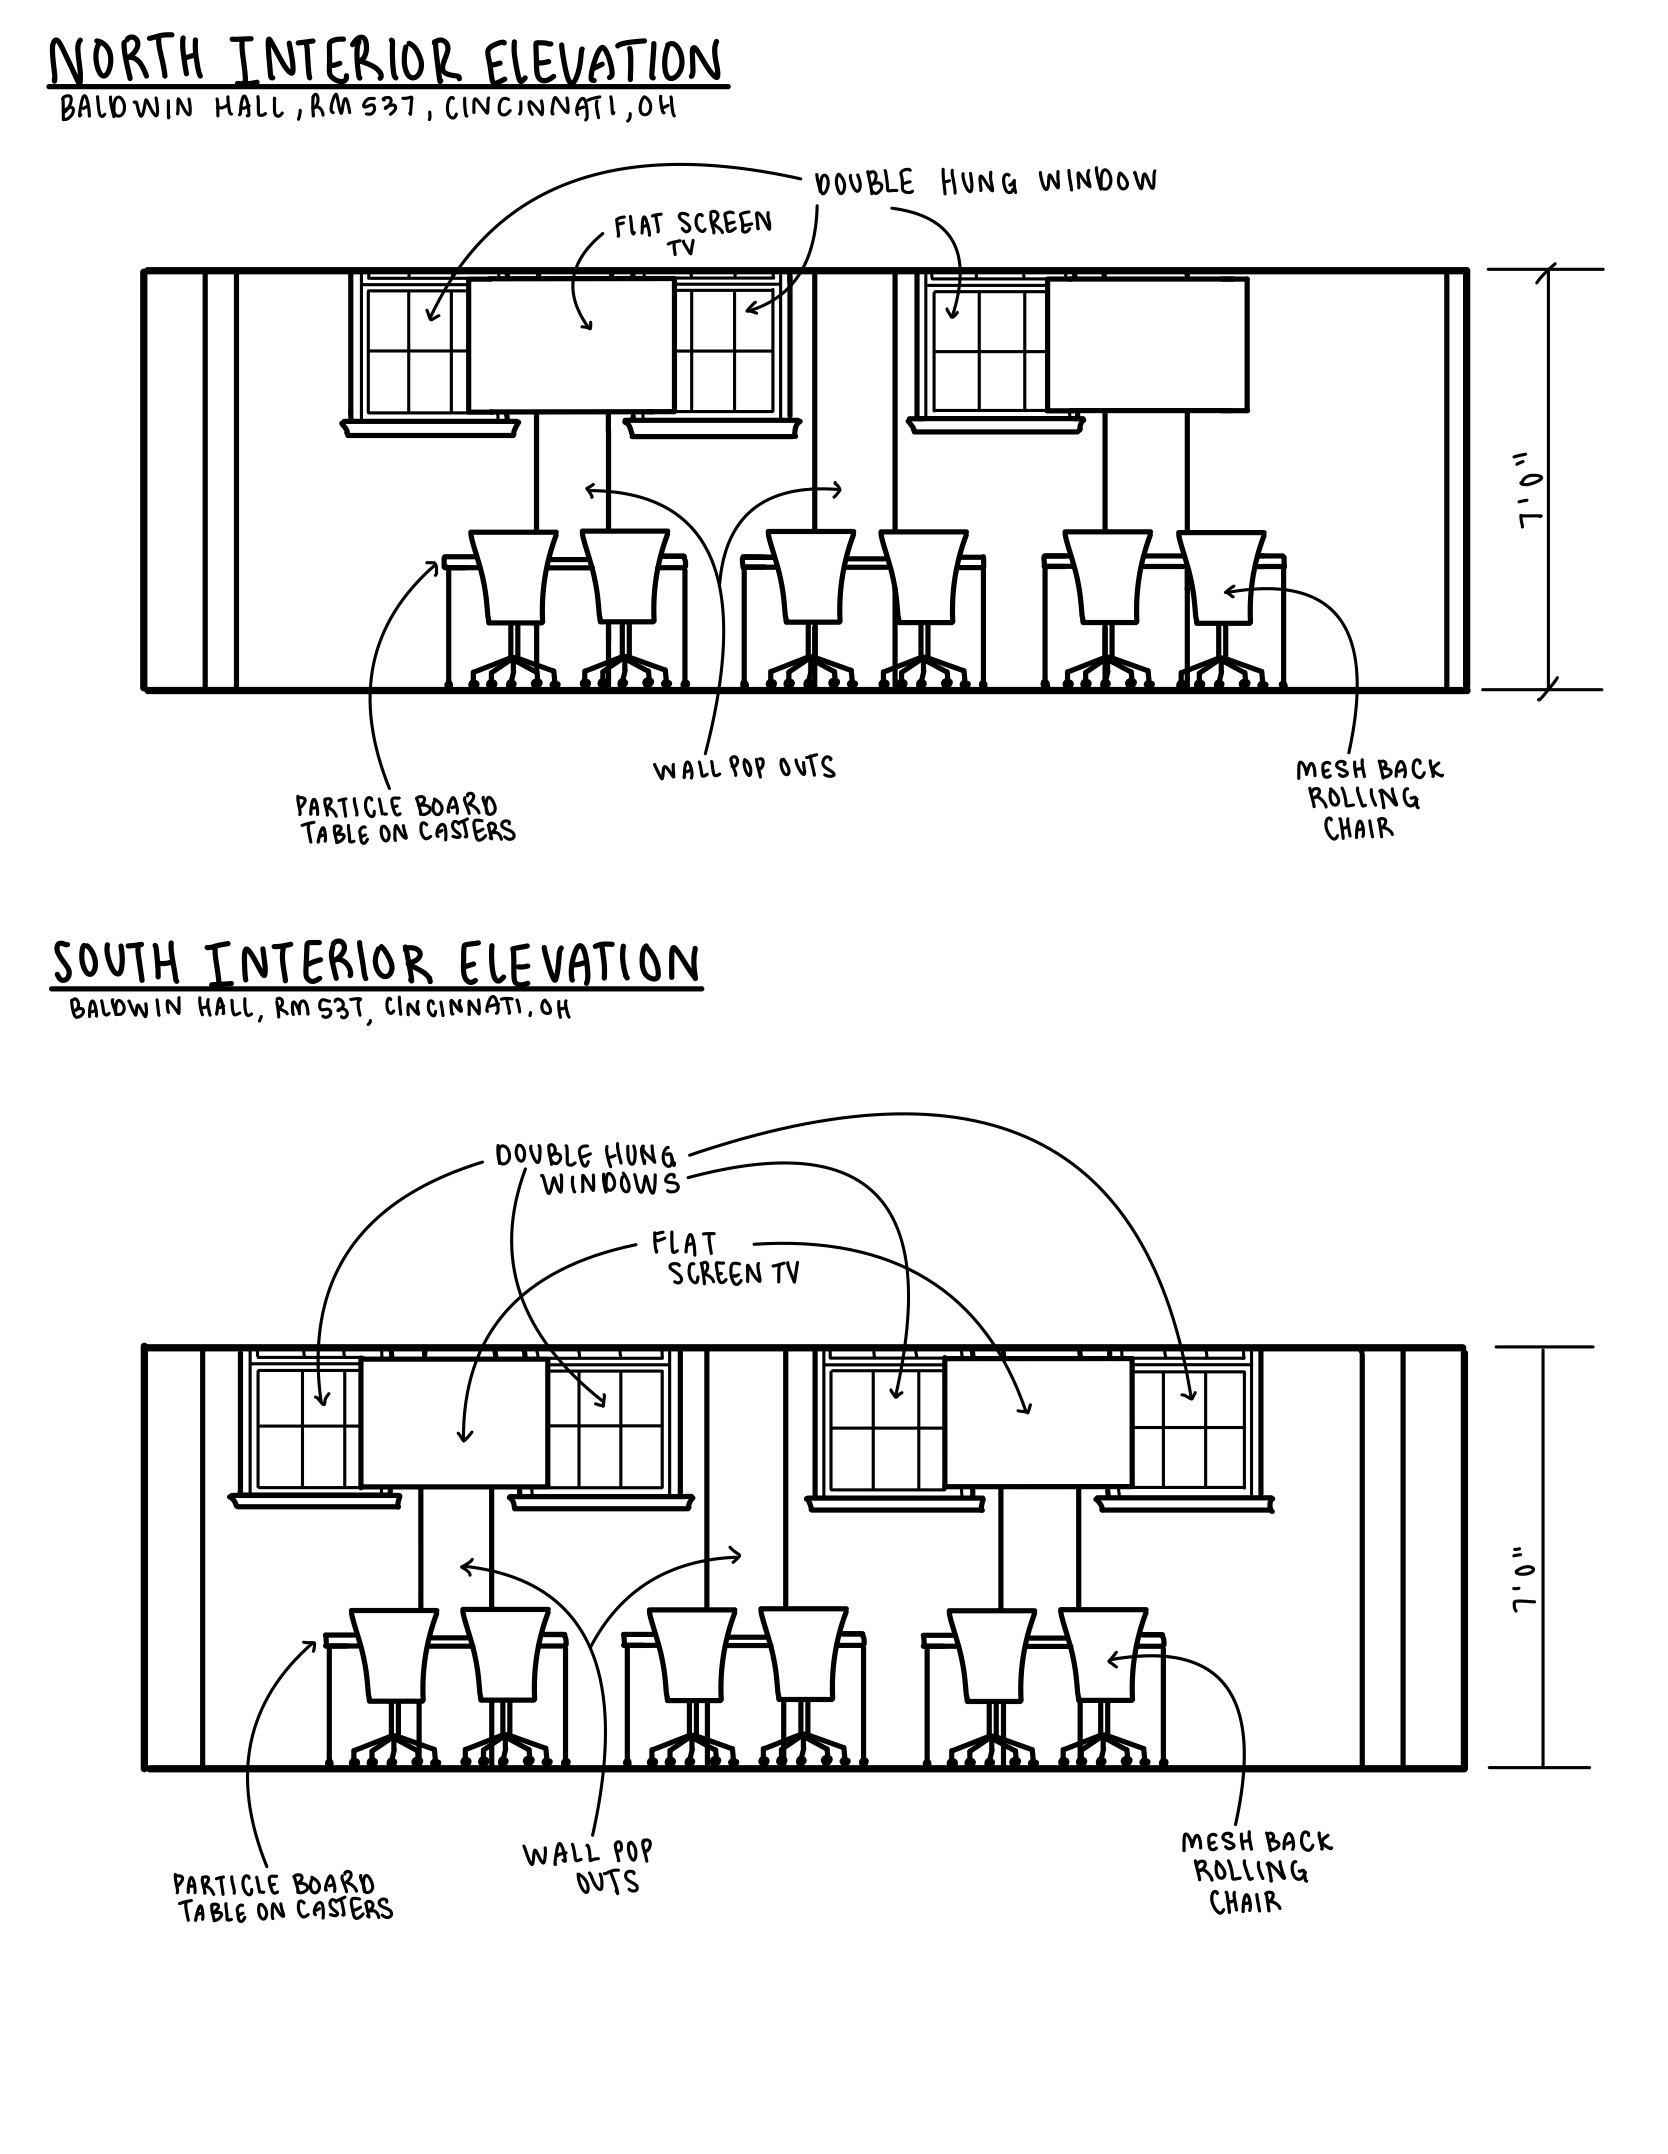 NORTH INTERIOR ELEVATION
BALDWIN HALL, RM 537, CINCINNATI, OH
DOUBLE HUNG WINDOW
FLAT SCREEN
TV
7'-0"
WALL POP OUTS
MESH BACK
ROLLING
CHAIR
PARTICLE BOARD
TABLE ON CASTERS
SOUTH INTERIOR ELEVATION
BALDWIN HALL, RM 537, CINCINNATI, OH
DOUBLE HUNG
WINDOWS
FLAT
SCREEN TV
7'-0"
WALL POP
OUTS
MESH BACK
ROLLING
CHAIR
PARTICLE BOARD
TABLE ON CASTERS